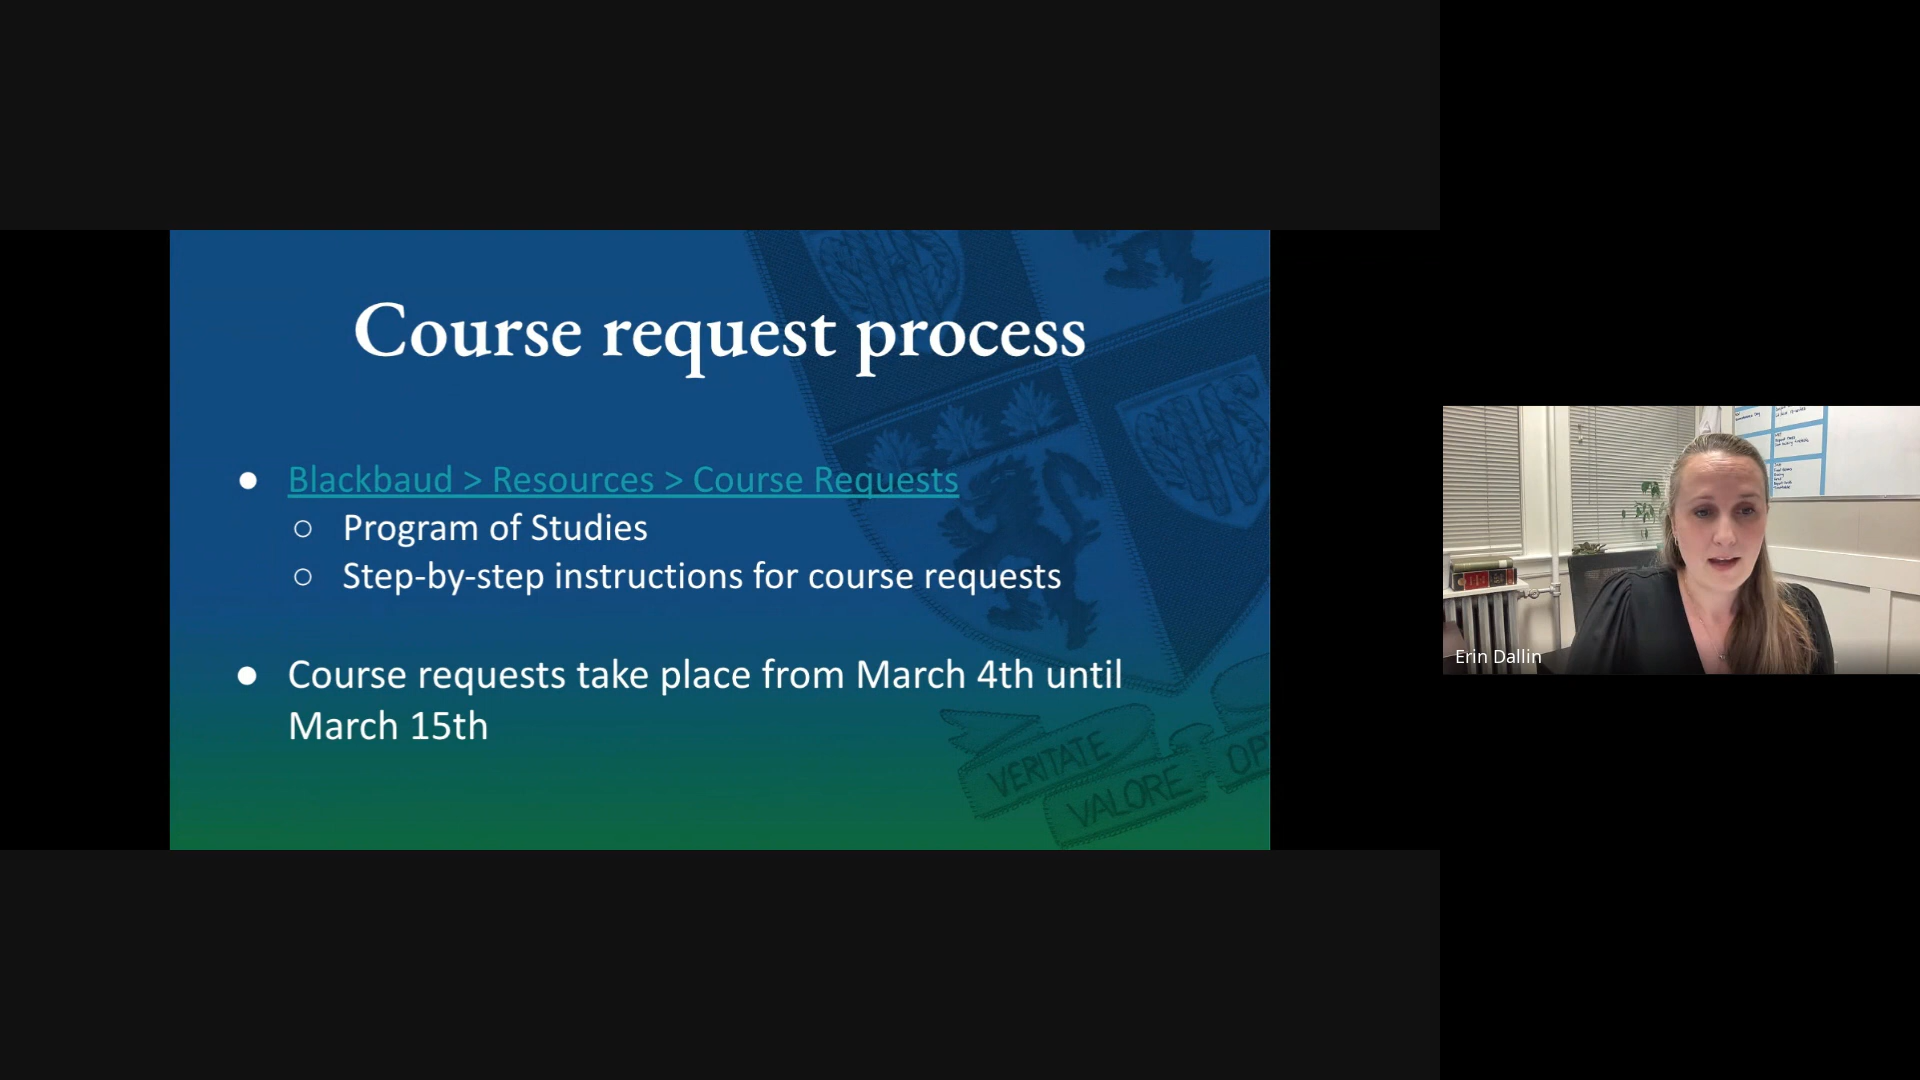 Course request process
● Blackbaud > Resources > Course Requests
○ Program of Studies
○ Step-by-step instructions for course requests
● Course requests take place from March 4th until
March 15th
VERITATE
VALORE
Erin Dallin